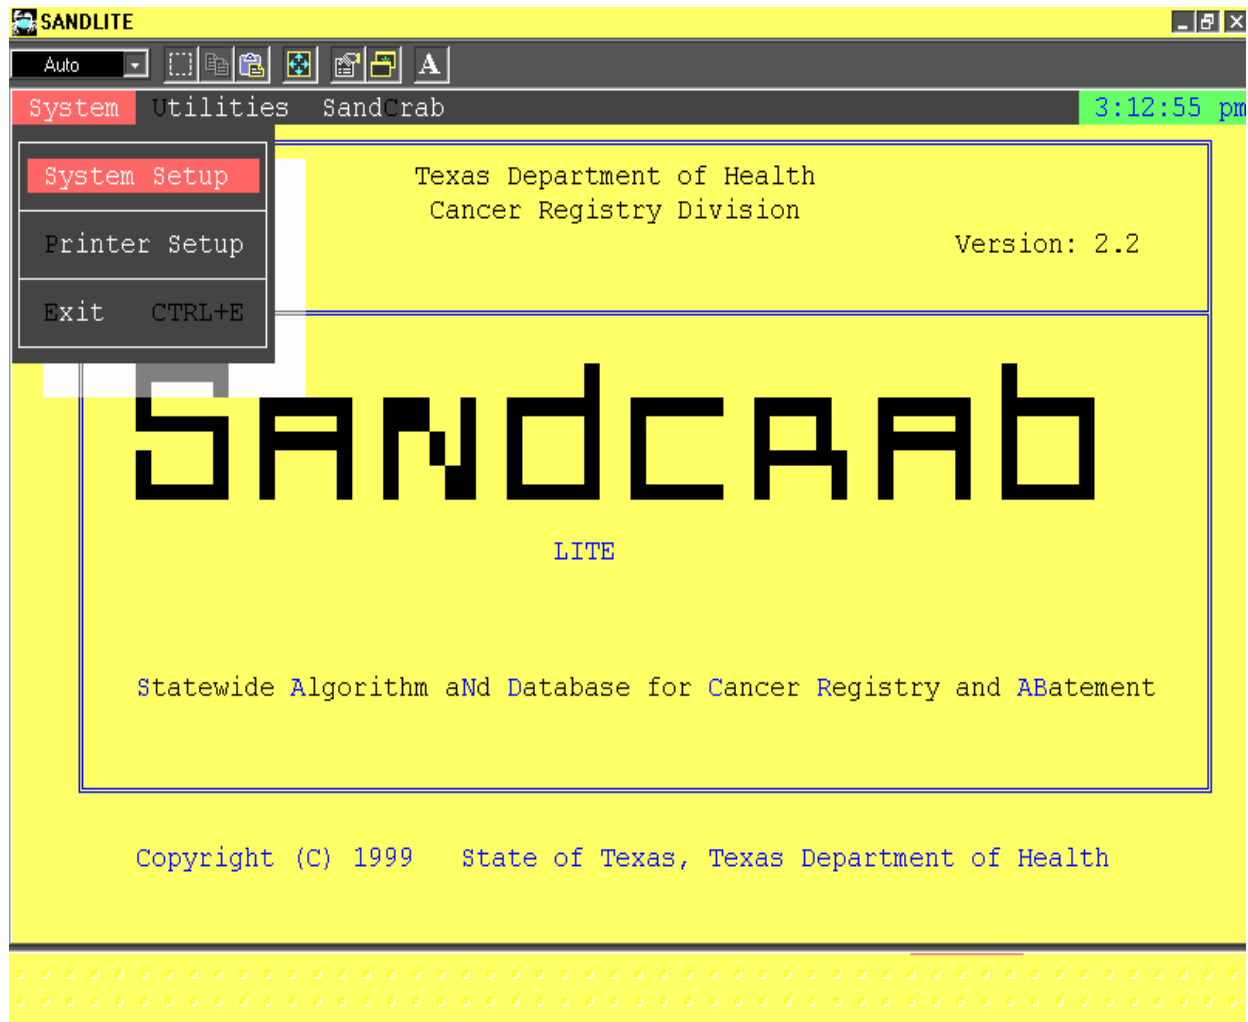 SANDLITE
Auto
A
System Utilities SandCrab 3:12:55 pm
System Setup
Printer Setup
Exit CTRL+E
Texas Department of Health
Cancer Registry Division
Version: 2.2
SANdCRAb
LITE
Statewide Algorithm aNd Database for Cancer Registry and ABatement
Copyright (C) 1999 State of Texas, Texas Department of Health